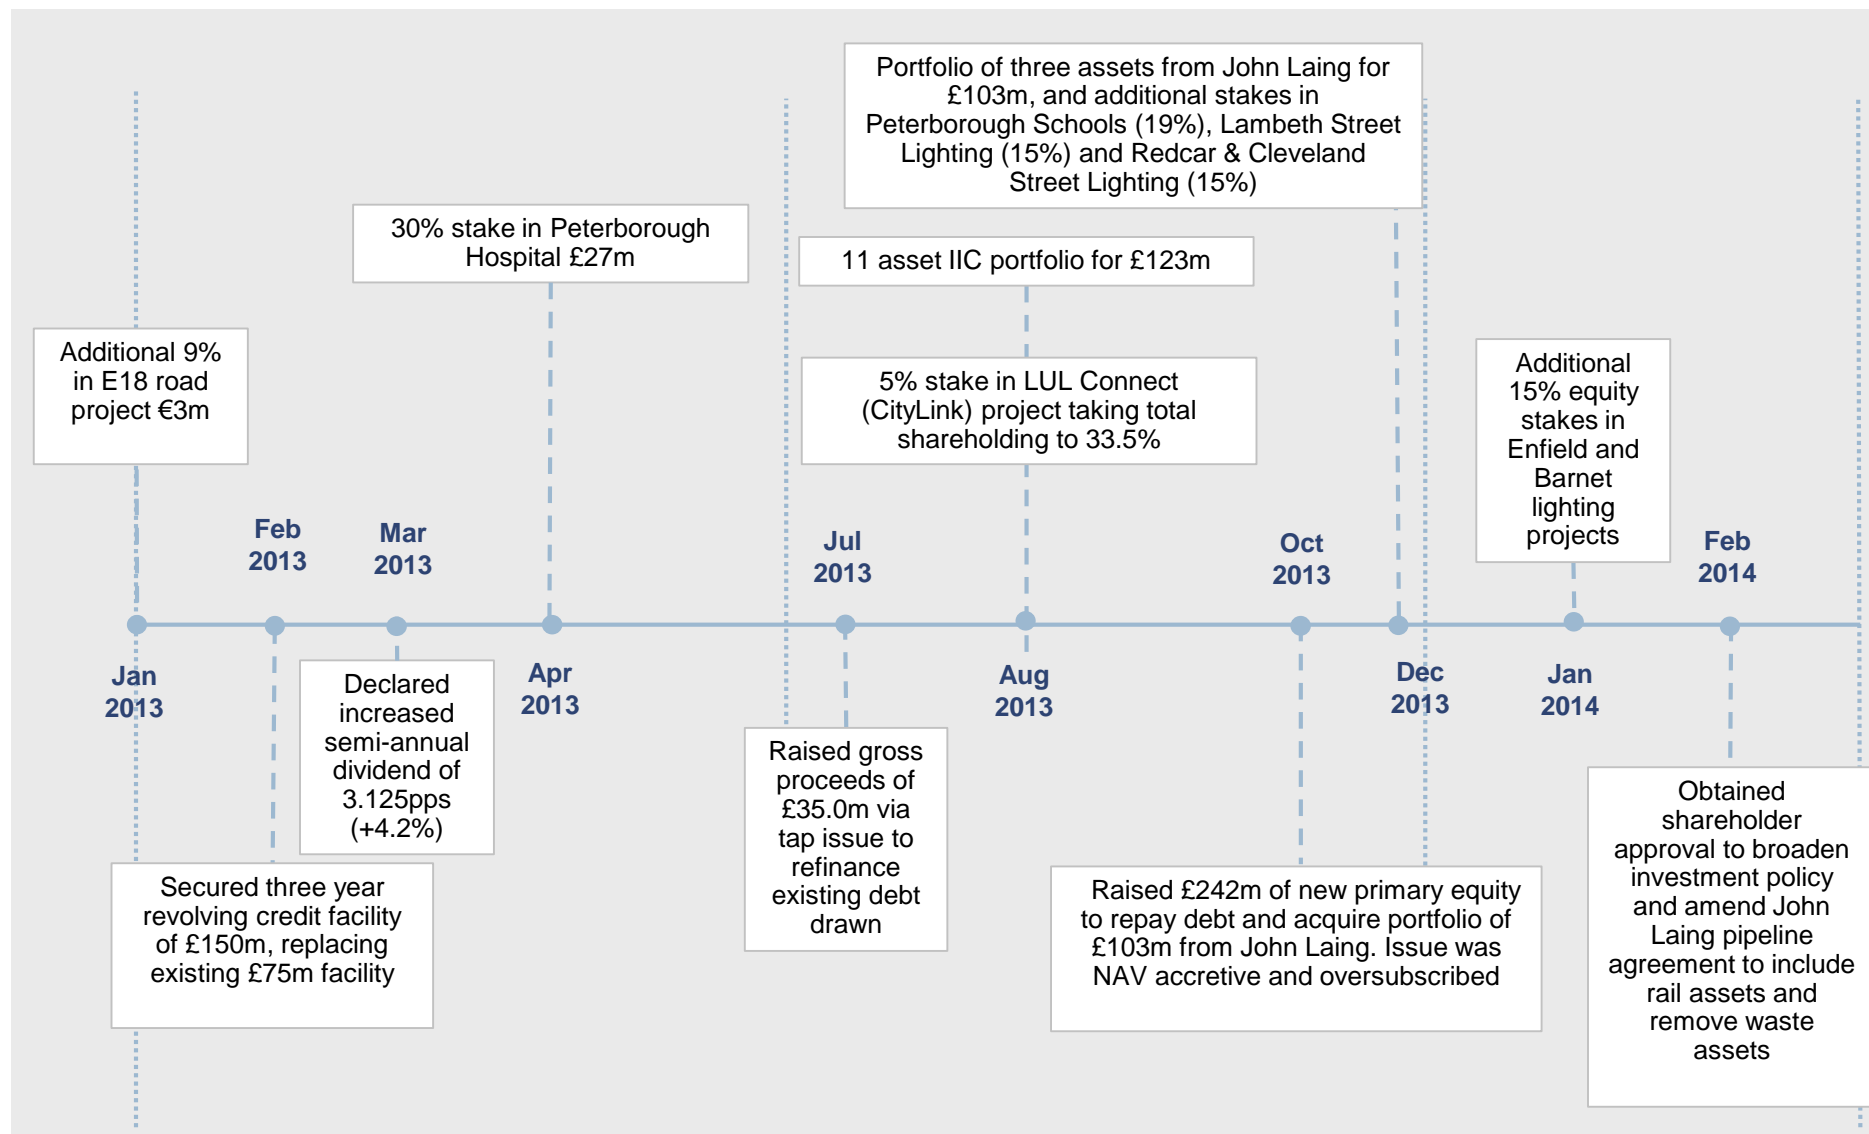 Portfolio of three assets from John Laing for
£103m, and additional stakes in
Peterborough Schools (19%), Lambeth Street
Lighting (15%) and Redcar & Cleveland
Street Lighting (15%)
30% stake in Peterborough
Hospital £27m
11 asset IIC portfolio for £123m
Additional 9%
in E18 road
project €3m
5% stake in LUL Connect
(CityLink) project taking total
shareholding to 33.5%
Additional
15% equity
stakes in
Enfield and
Barnet
lighting
projects
Feb
2013
Mar
2013
Jul
2013
Oct
2013
Feb
2014
Jan
2013
Apr
2013
Aug
2013
Dec
2013
Jan
2014
Declared
increased
semi-annual
dividend of
3.125pps
(+4.2%)
Raised gross
proceeds of
£35.0m via
tap issue to
refinance
existing debt
drawn
Secured three year
revolving credit facility
of £150m, replacing
existing £75m facility
Raised £242m of new primary equity
to repay debt and acquire portfolio of
£103m from John Laing. Issue was
NAV accretive and oversubscribed
Obtained
shareholder
approval to broaden
investment policy
and amend John
Laing pipeline
agreement to include
rail assets and
remove waste
assets